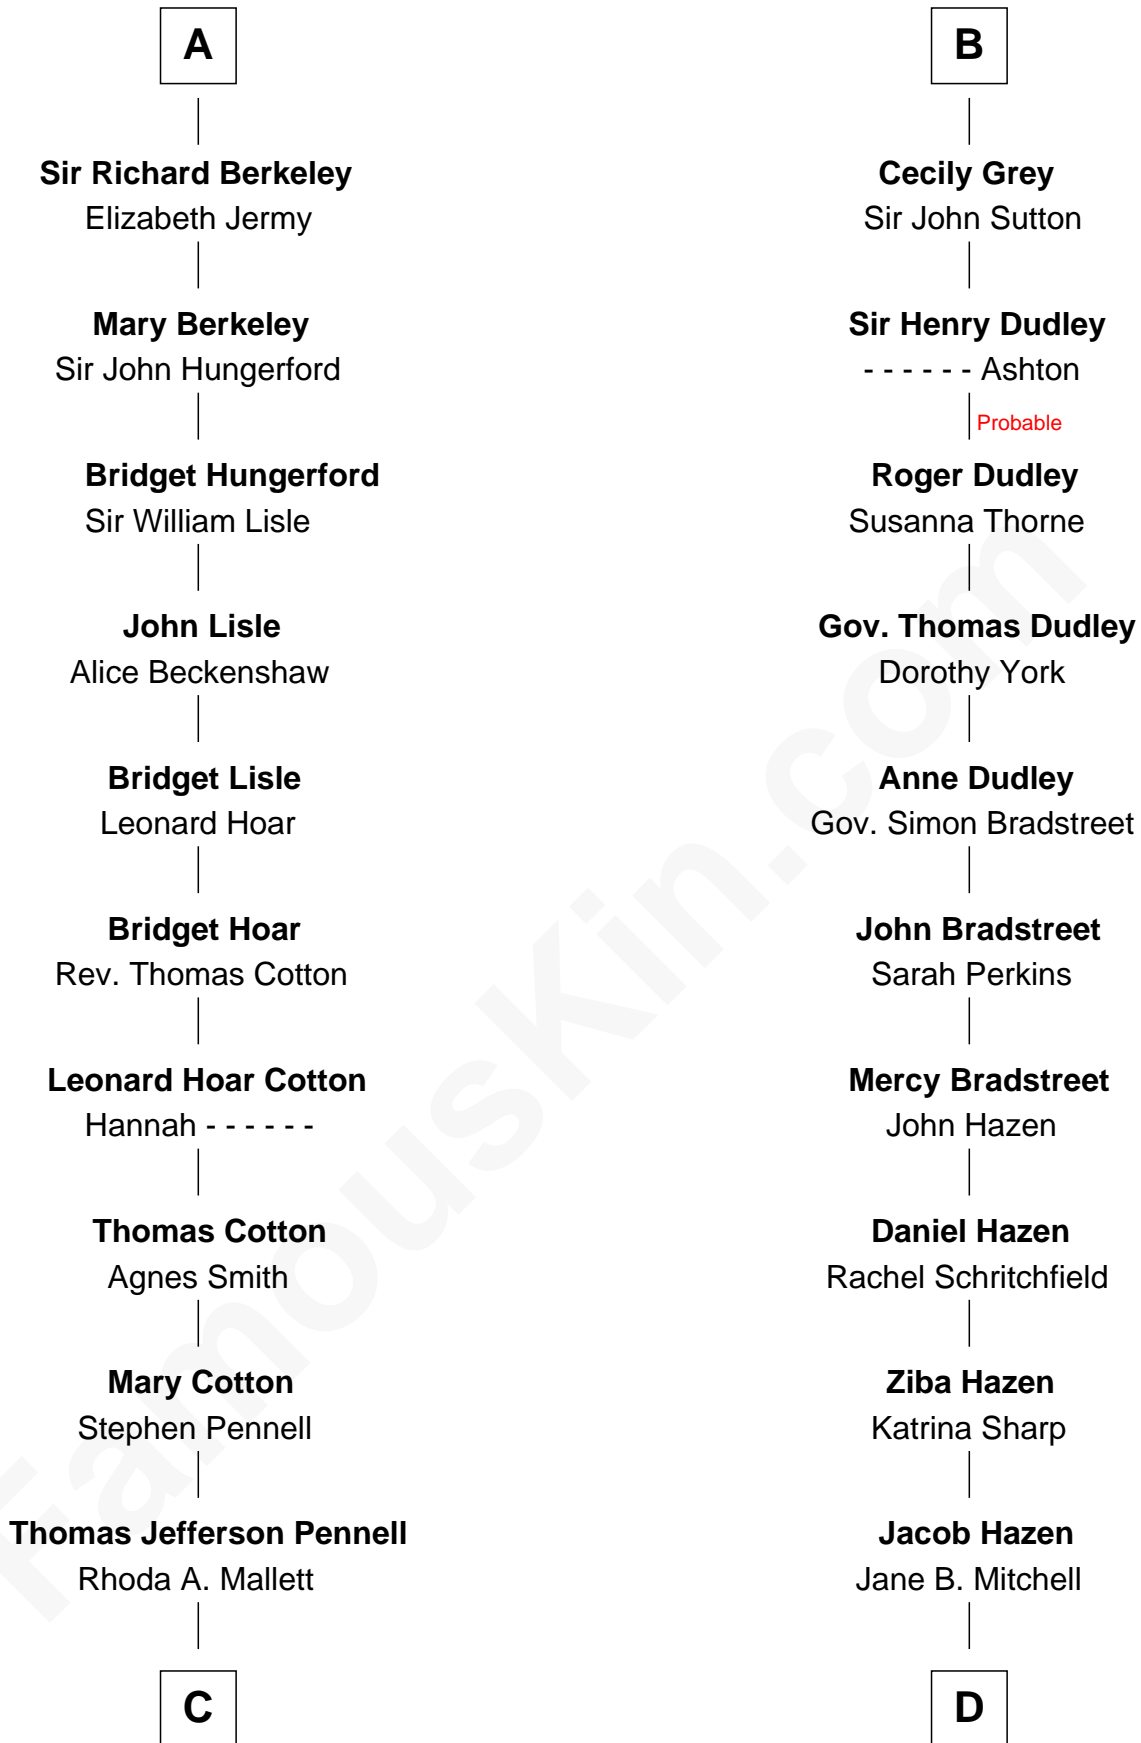 A
Sir Richard Berkeley
Elizabeth Jermy
Mary Berkeley
Sir John Hungerford
Bridget Hungerford
Sir William Lisle
John Lisle
Alice Beckenshaw
Bridget Lisle
Leonard Hoar
Bridget Hoar
Rev. Thomas Cotton
Leonard Hoar Cotton
Hannah - - - - - -
Thomas Cotton
Agnes Smith
Mary Cotton
Stephen Pennell
Thomas Jefferson Pennell
Rhoda A. Mallett
C
B
Cecily Grey
Sir John Sutton
Sir Henry Dudley
- - - - - - Ashton
Probable
Roger Dudley
Susanna Thorne
Gov. Thomas Dudley
Dorothy York
Anne Dudley
Gov. Simon Bradstreet
John Bradstreet
Sarah Perkins
Mercy Bradstreet
John Hazen
Daniel Hazen
Rachel Schritchfield
Ziba Hazen
Katrina Sharp
Jacob Hazen
Jane B. Mitchell
D
FamousKin.com